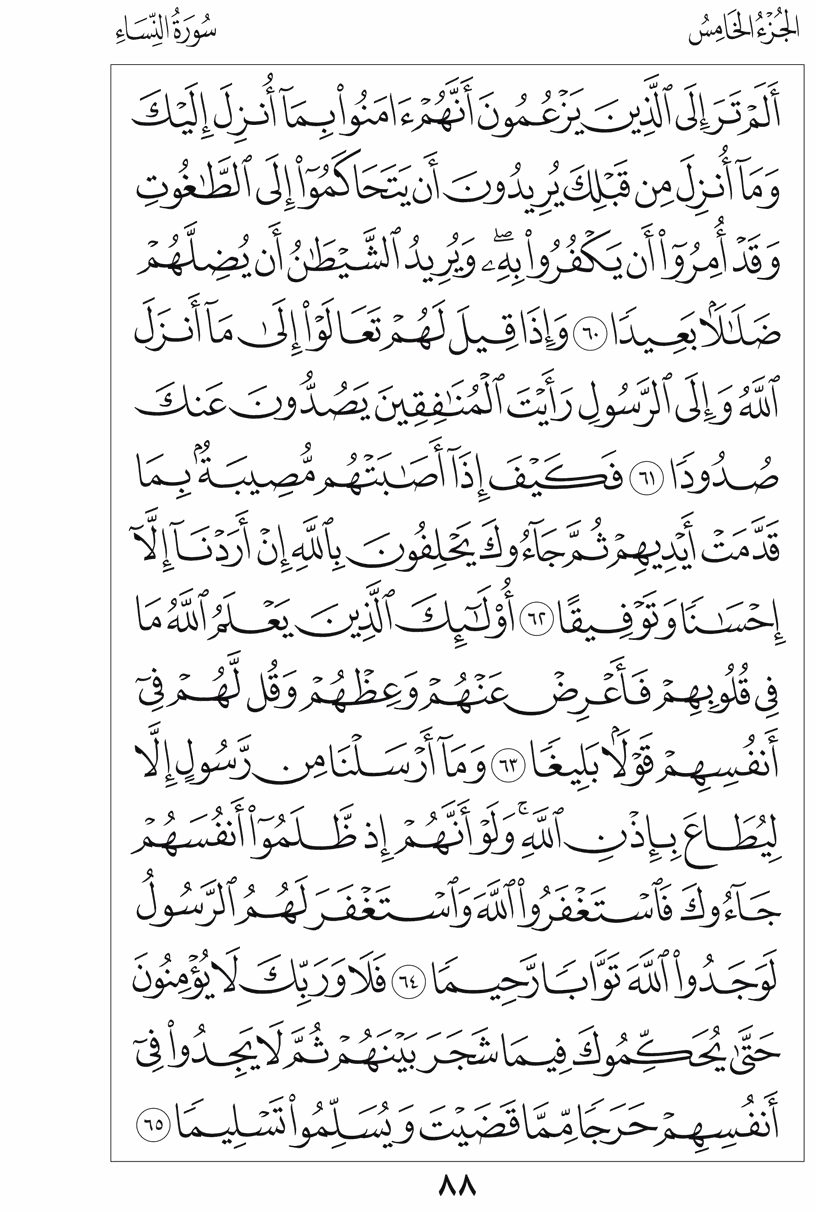 الجُزْءُ الخَامِسُ
سُورَةُ النِّسَاءِ
أَلَمْ تَرَ إِلَى ٱلَّذِينَ يَزْعُمُونَ أَنَّهُمْ ءَامَنُوا۟ بِمَآ أُنزِلَ إِلَيْكَ
وَمَآ أُنزِلَ مِن قَبْلِكَ يُرِيدُونَ أَن يَتَحَاكَمُوٓا۟ إِلَى ٱلطَّٰغُوتِ
وَقَدْ أُمِرُوٓا۟ أَن يَكْفُرُوا۟ بِهِۦۖ وَيُرِيدُ ٱلشَّيْطَٰنُ أَن يُضِلَّهُمْ
ضَلَٰلًۢا بَعِيدًا ٦٠ وَإِذَا قِيلَ لَهُمْ تَعَالَوْا۟ إِلَىٰ مَآ أَنزَلَ
ٱللَّهُ وَإِلَى ٱلرَّسُولِ رَأَيْتَ ٱلْمُنَٰفِقِينَ يَصُدُّونَ عَنكَ
صُدُودًا ٦١ فَكَيْفَ إِذَآ أَصَٰبَتْهُم مُّصِيبَةٌۢ بِمَا
قَدَّمَتْ أَيْدِيهِمْ ثُمَّ جَآءُوكَ يَحْلِفُونَ بِٱللَّهِ إِنْ أَرَدْنَآ إِلَّآ
إِحْسَٰنًا وَتَوْفِيقًا ٦٢ أُو۟لَٰٓئِكَ ٱلَّذِينَ يَعْلَمُ ٱللَّهُ مَا
فِى قُلُوبِهِمْ فَأَعْرِضْ عَنْهُمْ وَعِظْهُمْ وَقُل لَّهُمْ فِىٓ
أَنفُسِهِمْ قَوْلًۢا بَلِيغًا ٦٣ وَمَآ أَرْسَلْنَا مِن رَّسُولٍ إِلَّا
لِيُطَاعَ بِإِذْنِ ٱللَّهِۚ وَلَوْ أَنَّهُمْ إِذ ظَّلَمُوٓا۟ أَنفُسَهُمْ
جَآءُوكَ فَٱسْتَغْفَرُوا۟ ٱللَّهَ وَٱسْتَغْفَرَ لَهُمُ ٱلرَّسُولُ
لَوَجَدُوا۟ ٱللَّهَ تَوَّابًا رَّحِيمًا ٦٤ فَلَا وَرَبِّكَ لَا يُؤْمِنُونَ
حَتَّىٰ يُحَكِّمُوكَ فِيمَا شَجَرَ بَيْنَهُمْ ثُمَّ لَا يَجِدُوا۟ فِىٓ
أَنفُسِهِمْ حَرَجًا مِّمَّا قَضَيْتَ وَيُسَلِّمُوا۟ تَسْلِيمًا ٦٥
٨٨